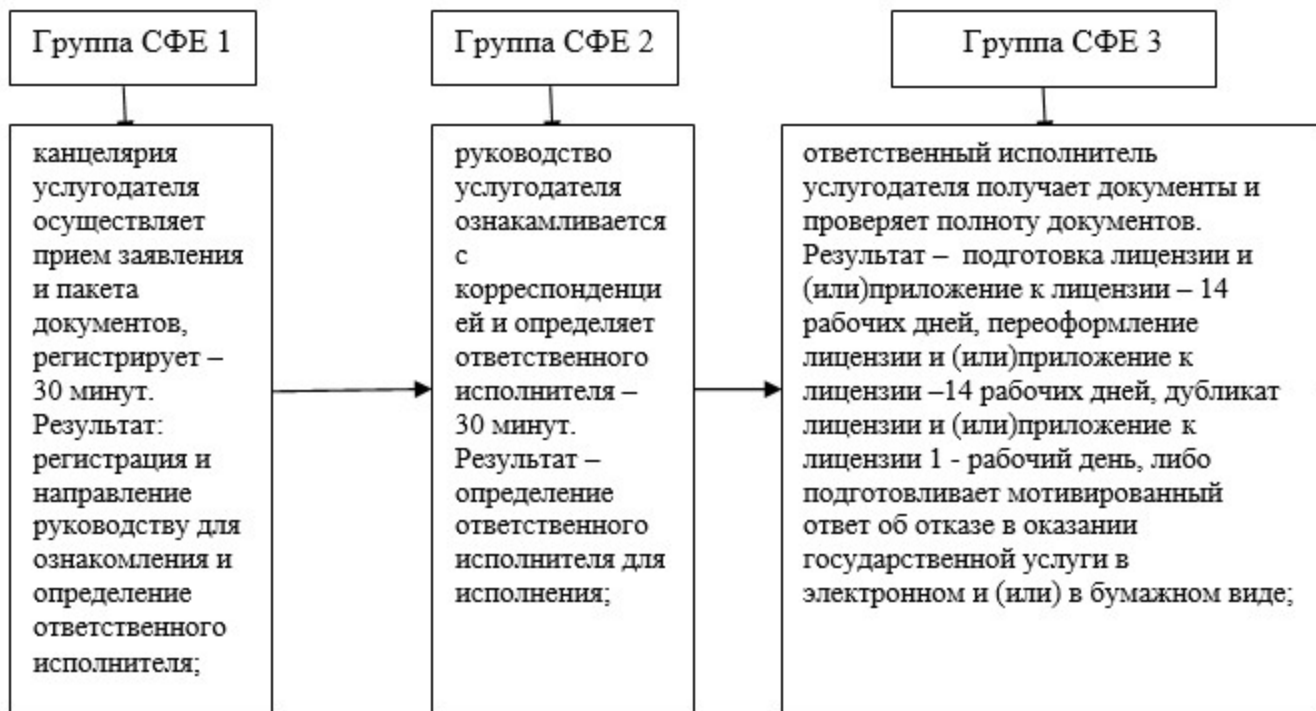 Группа СФЕ 1
канцелярия
услугодателя
осуществляет
прием заявления
и пакета
документов,
регистрирует –
30 минут.
Результат:
регистрация и
направление
руководству для
ознакомления и
определение
ответственного
исполнителя;
Группа СФЕ 2
руководство
услугодателя
ознакамливается
с
корреспонденци
ей и определяет
ответственного
исполнителя –
30 минут.
Результат –
определение
ответственного
исполнителя для
исполнения;
Группа СФЕ 3
ответственный исполнитель
услугодателя получает документы и
проверяет полноту документов.
Результат – подготовка лицензии и
(или)приложение к лицензии – 14
рабочих дней, переоформление
лицензии и (или)приложение к
лицензии –14 рабочих дней, дубликат
лицензии и (или)приложение к
лицензии 1 - рабочий день, либо
подготовливает мотивированный
ответ об отказе в оказании
государственной услуги в
электронном и (или) в бумажном виде;